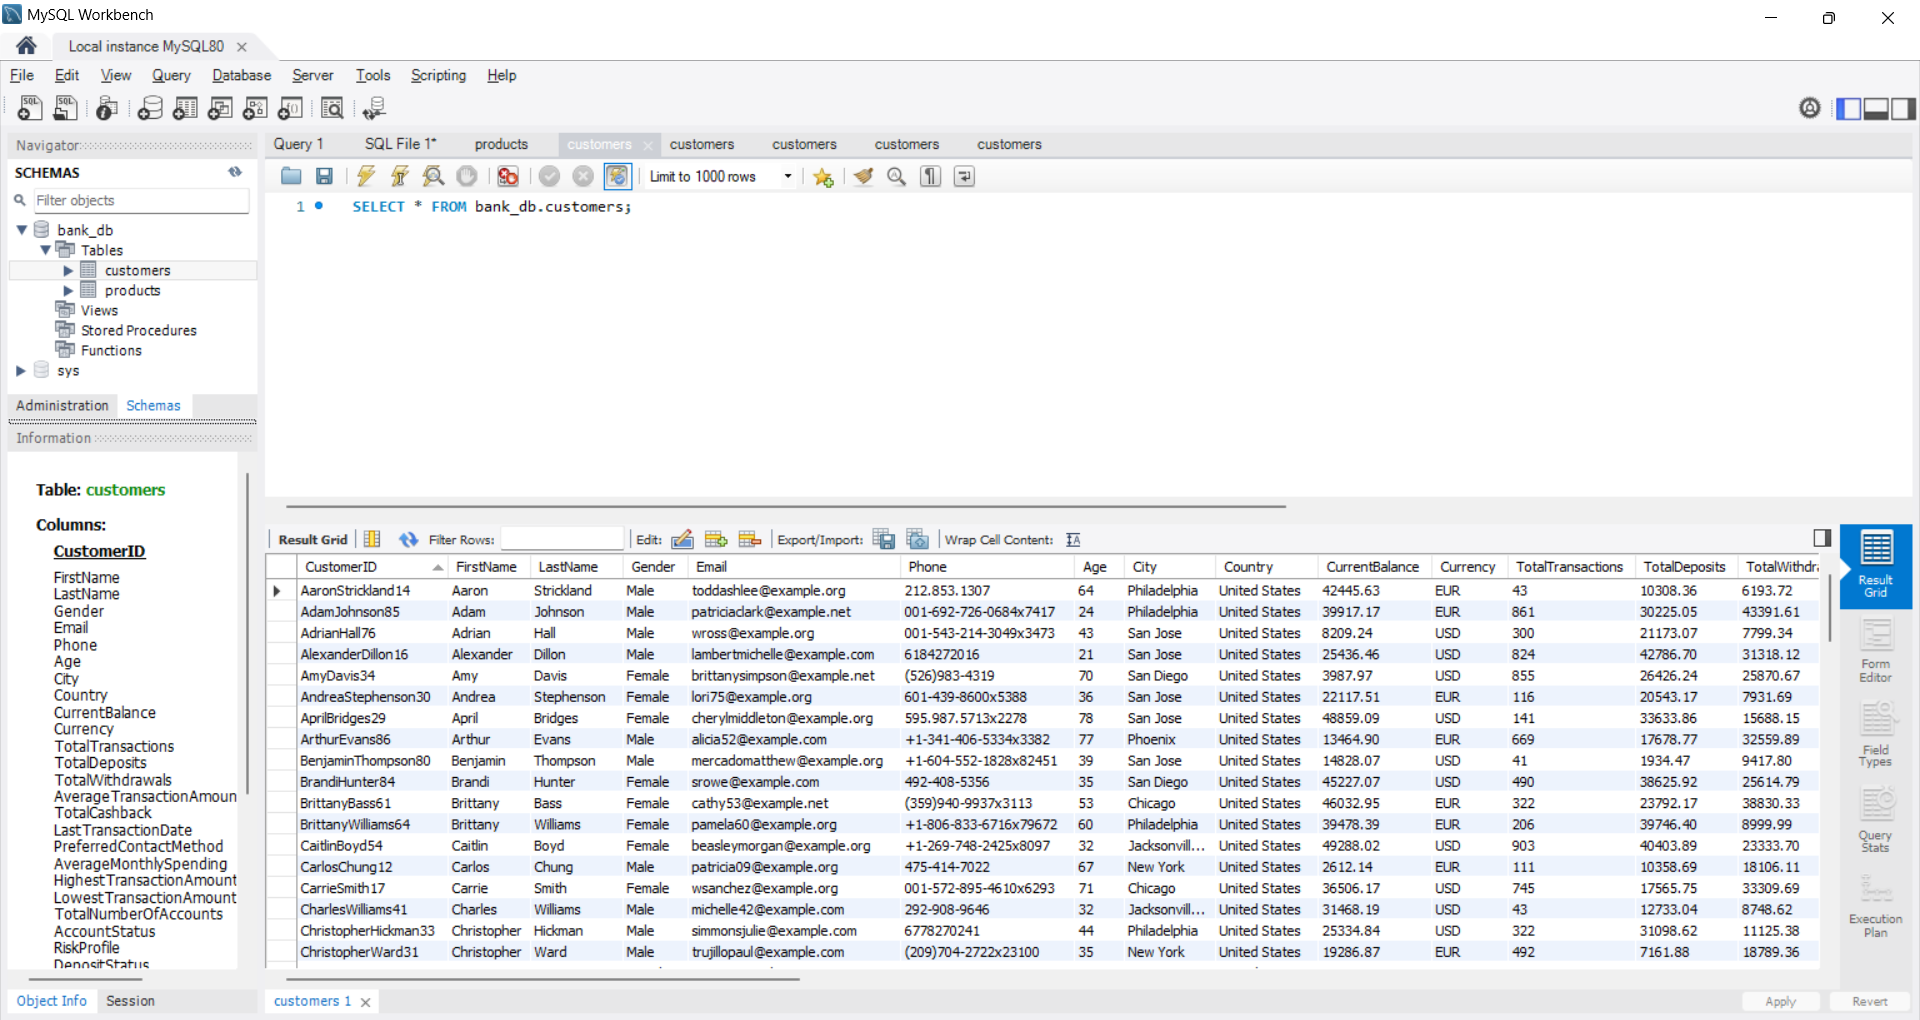 MySQL Workbench
Local instance MySQL80
File Edit View Query Database Server Tools Scripting Help
Navigator
SCHEMAS
Filter objects
bank_db
Tables
customers
products
Views
Stored Procedures
Functions
sys
Administration Schemas
Information
Table: customers
Columns:
CustomerID
FirstName
LastName
Gender
Email
Phone
Age
City
Country
CurrentBalance
Currency
TotalTransactions
TotalDeposits
TotalWithdrawals
AverageTransactionAmoun
TotalCashback
LastTransactionDate
PreferredContactMethod
AverageMonthlySpending
HighestTransactionAmount
LowestTransactionAmount
TotalNumberOfAccounts
AccountStatus
RiskProfile
DepositStatus
Object Info Session
Query 1 SQL File 1* products customers customers customers customers customers
Limit to 1000 rows
1 SELECT * FROM bank_db.customers;
Result Grid Filter Rows: Edit: Export/Import: Wrap Cell Content:
CustomerID FirstName LastName Gender Email Phone Age City Country CurrentBalance Currency TotalTransactions TotalDeposits TotalWithdra
AaronStrickland14 Aaron Strickland Male toddashlee@example.org 212.853.1307 64 Philadelphia United States 42445.63 EUR 43 10308.36 6193.72
AdamJohnson85 Adam Johnson Male patriciaclark@example.net 001-692-726-0684x7417 24 Philadelphia United States 39917.17 EUR 861 30225.05 43391.61
AdrianHall76 Adrian Hall Male wross@example.org 001-543-214-3049x3473 43 San Jose United States 8209.24 USD 300 21173.07 7799.34
AlexanderDillon16 Alexander Dillon Male lambertmichelle@example.com 6184272016 21 San Jose United States 25436.46 USD 824 42786.70 31318.12
AmyDavis34 Amy Davis Female brittanysimpson@example.net (526)983-4319 70 San Diego United States 3987.97 USD 855 26426.24 25870.67
AndreaStephenson30 Andrea Stephenson Female lori75@example.org 601-439-8600x5388 36 San Jose United States 22117.51 EUR 116 20543.17 7931.69
AprilBridges29 April Bridges Female cherylmiddleton@example.org 595.987.5713x2278 78 San Jose United States 48859.09 USD 141 33633.86 15688.15
ArthurEvans86 Arthur Evans Male alicia52@example.com +1-341-406-5334x3382 77 Phoenix United States 13464.90 EUR 669 17678.77 32559.89
BenjaminThompson80 Benjamin Thompson Male mercadomatthew@example.org +1-604-552-1828x82451 39 San Jose United States 14828.07 USD 41 1934.47 9417.80
BrandiHunter84 Brandi Hunter Female srowe@example.com 492-408-5356 35 San Diego United States 45227.07 USD 490 38625.92 25614.79
BrittanyBass61 Brittany Bass Female cathy53@example.net (359)940-9937x3113 53 Chicago United States 46032.95 EUR 322 23792.17 38830.33
BrittanyWilliams64 Brittany Williams Female pamela60@example.org +1-806-833-6716x79672 60 Philadelphia United States 39478.39 EUR 206 39746.40 8999.99
CaitlinBoyd54 Caitlin Boyd Female beasleymorgan@example.org +1-269-748-2425x8097 32 Jacksonvill... United States 49288.02 USD 903 40403.89 23333.70
CarlosChung12 Carlos Chung Male patricia09@example.org 475-414-7022 67 New York United States 2612.14 EUR 111 10358.69 18106.11
CarrieSmith17 Carrie Smith Female wsanchez@example.org 001-572-895-4610x6293 71 Chicago United States 36506.17 USD 745 17565.75 33309.69
CharlesWilliams41 Charles Williams Male michelle42@example.com 292-908-9646 32 Jacksonvill... United States 31468.19 USD 43 12733.04 8748.62
ChristopherHickman33 Christopher Hickman Male simmonsjulie@example.com 6778270241 44 Philadelphia United States 25334.84 USD 322 31098.62 11125.38
ChristopherWard31 Christopher Ward Male trujillopaul@example.com (209)704-2722x23100 35 New York United States 19286.87 EUR 492 7161.88 18789.36
Result
Grid
Form
Editor
Field
Types
Query
Stats
Execution
Plan
customers 1
Apply Revert